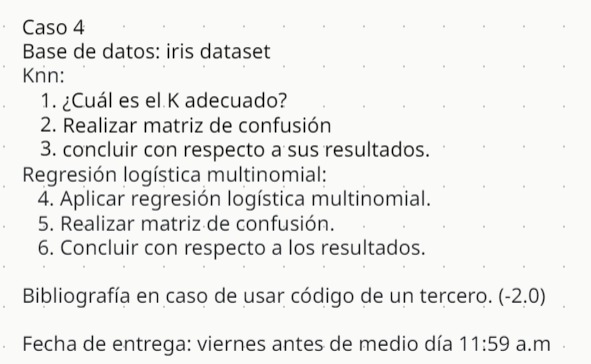 Caso 4
Base de datos: iris dataset
Knn:
1. ¿Cuál es el K adecuado?
2. Realizar matriz de confusión
3. concluir con respecto a sus resultados.
Regresión logística multinomial:
4. Aplicar regresión logística multinomial.
5. Realizar matriz de confusión.
6. Concluir con respecto a los resultados.
Bibliografía en caso de usar código de un tercero. (-2.0)
Fecha de entrega: viernes antes de medio día 11:59 a.m